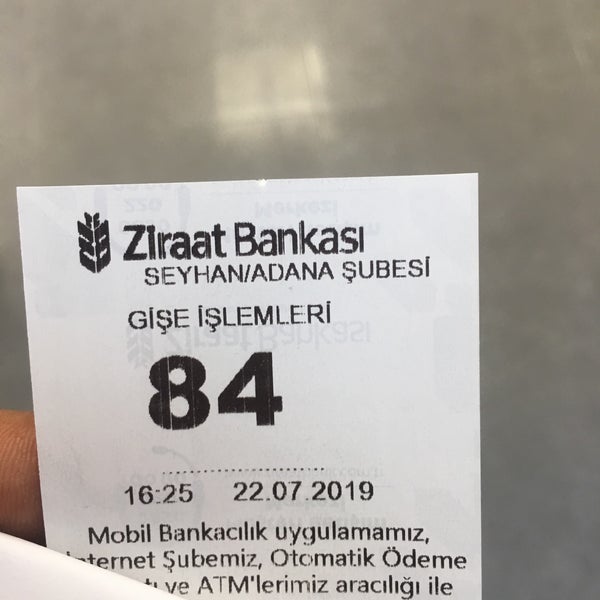 Ziraat Bankası
SEYHAN/ADANA ŞUBESİ
GİŞE İŞLEMLERİ
84
16:25 22.07.2019
Mobil Bankacılık uygulamamız,
Şubemiz, Otomatik Ödeme
ve ATM'lerimiz aracılığı ile